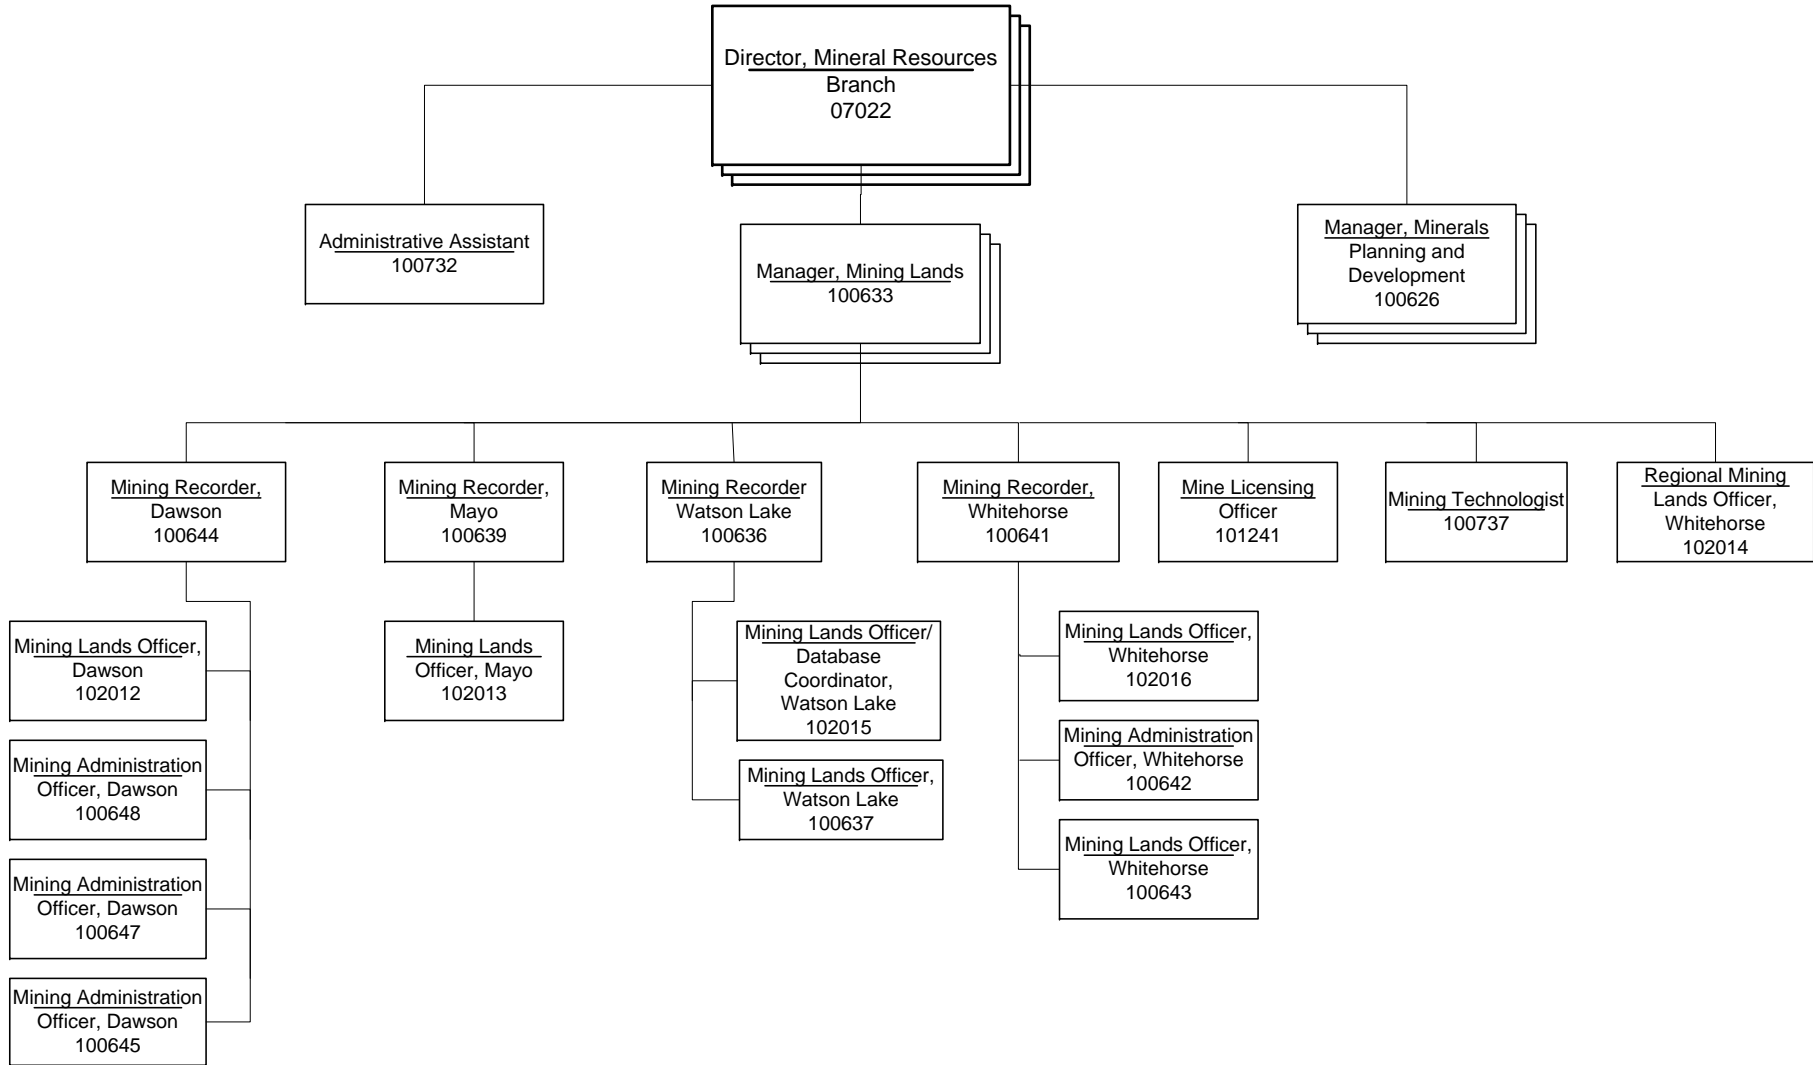 Director, Mineral Resources
Branch
07022
Administrative Assistant
100732
Manager, Mining Lands
100633
Manager, Minerals
Planning and
Development
100626
Mining Recorder,
Dawson
100644
Mining Recorder,
Mayo
100639
Mining Recorder
Watson Lake
100636
Mining Recorder,
Whitehorse
100641
Mine Licensing
Officer
101241
Mining Technologist
100737
Regional Mining
Lands Officer,
Whitehorse
102014
Mining Lands Officer,
Dawson
102012
Mining Administration
Officer, Dawson
100648
Mining Administration
Officer, Dawson
100647
Mining Administration
Officer, Dawson
100645
Mining Lands
Officer, Mayo
102013
Mining Lands Officer/
Database
Coordinator,
Watson Lake
102015
Mining Lands Officer,
Watson Lake
100637
Mining Lands Officer,
Whitehorse
102016
Mining Administration
Officer, Whitehorse
100642
Mining Lands Officer,
Whitehorse
100643